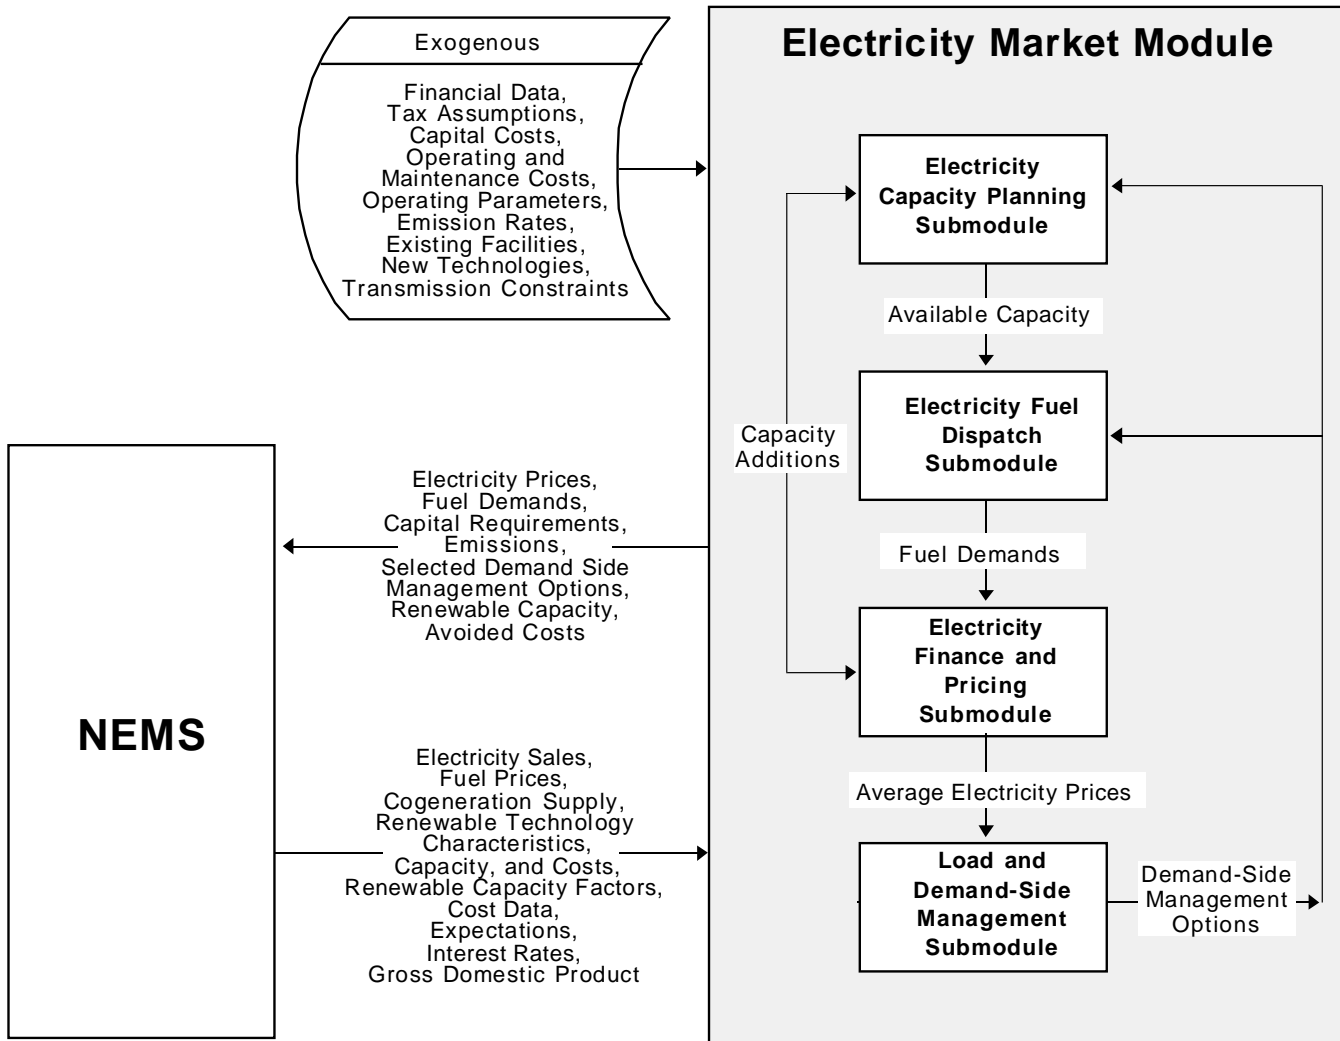 Exogenous
Financial Data,
Tax Assumptions,
Capital Costs,
Operating and
Maintenance Costs,
Operating Parameters,
Emission Rates,
Existing Facilities,
New Technologies,
Transmission Constraints
NEMS
Electricity Prices,
Fuel Demands,
Capital Requirements,
Emissions,
Selected Demand Side
Management Options,
Renewable Capacity,
Avoided Costs
Electricity Sales,
Fuel Prices,
Cogeneration Supply,
Renewable Technology
Characteristics,
Capacity, and Costs,
Renewable Capacity Factors,
Cost Data,
Expectations,
Interest Rates,
Gross Domestic Product
Electricity Market Module
Electricity
Capacity Planning
Submodule
Available Capacity
Electricity Fuel
Dispatch
Submodule
Capacity
Additions
Fuel Demands
Electricity
Finance and
Pricing
Submodule
Average Electricity Prices
Load and
Demand-Side
Management
Submodule
Demand-Side
Management
Options